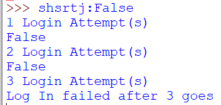 >>> shsrtj:False
1 Login Attempt(s)
False
2 Login Attempt(s)
False
3 Login Attempt(s)
Log In failed after 3 goes